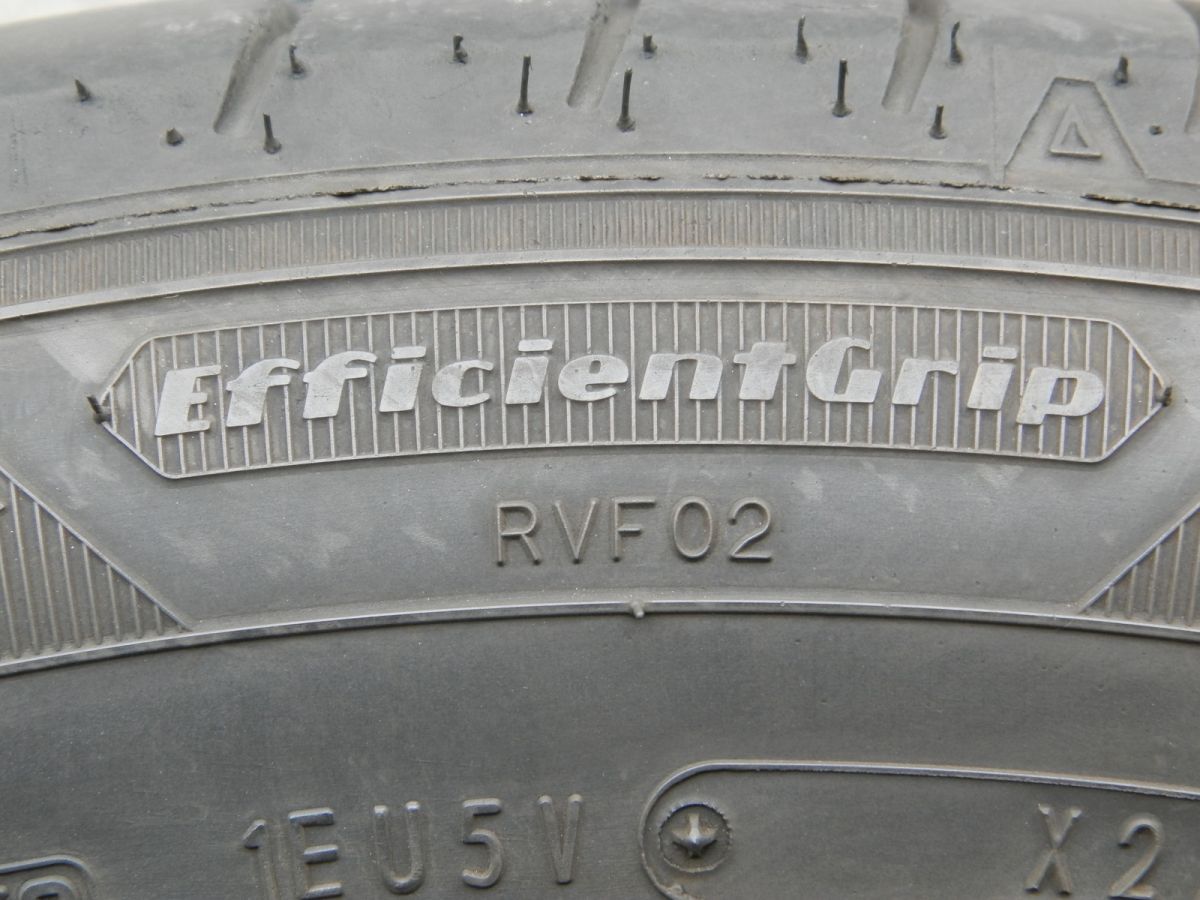 EfficientGrip
RVF02
1EU5V
X2